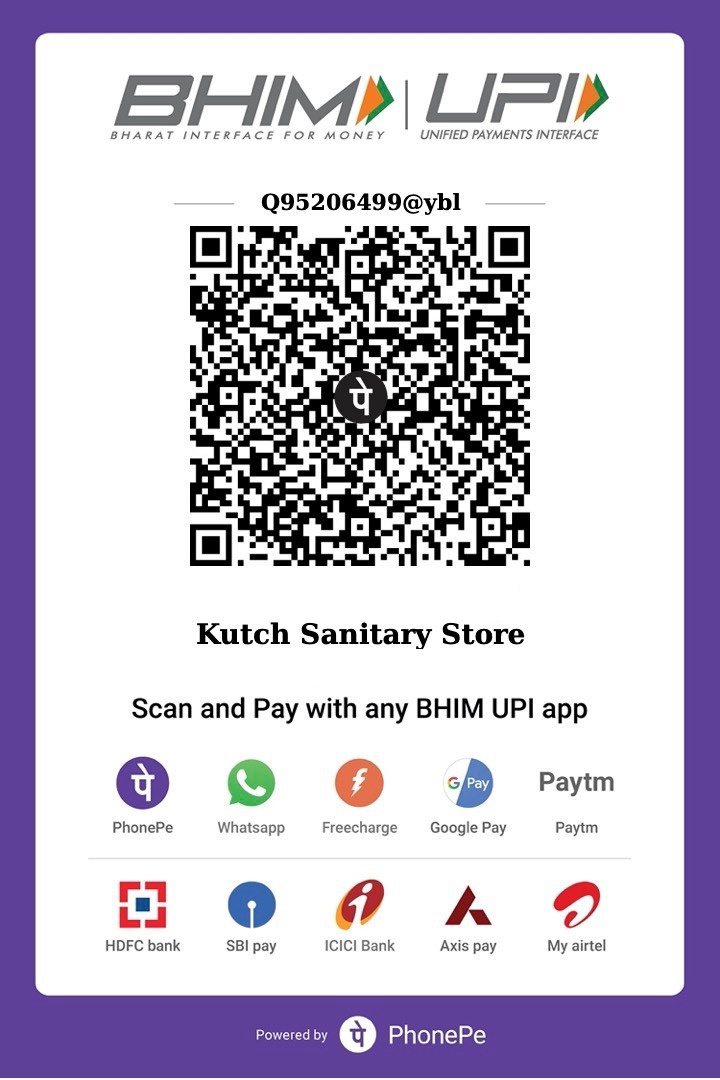 BHIM UPI
BHARAT INTERFACE FOR MONEY UNIFIED PAYMENTS INTERFACE
Q95206499@ybl
पे
Kutch Sanitary Store
Scan and Pay with any BHIM UPI app
पे G Pay Paytm
PhonePe Whatsapp Freecharge Google Pay Paytm
HDFC bank SBI pay ICICI Bank Axis pay My airtel
Powered by पे PhonePe